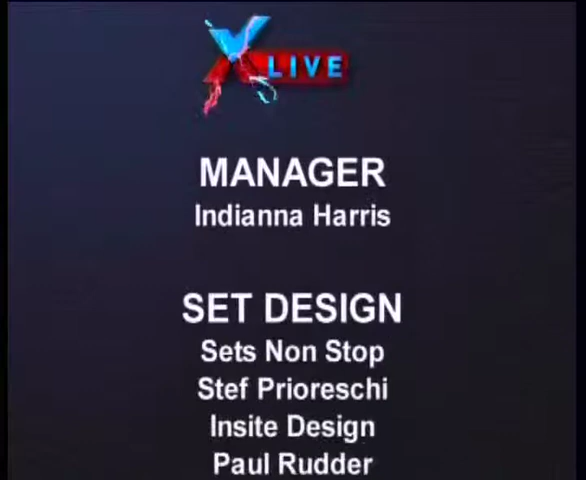 X LIVE
MANAGER
Indianna Harris
SET DESIGN
Sets Non Stop
Stef Prioreschi
Insite Design
Paul Rudder